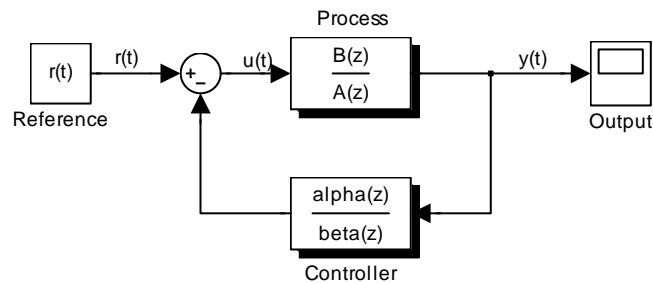 Process
r(t)
r(t)
+
−
u(t)
B(z)
A(z)
y(t)
Reference
Output
alpha(z)
beta(z)
Controller